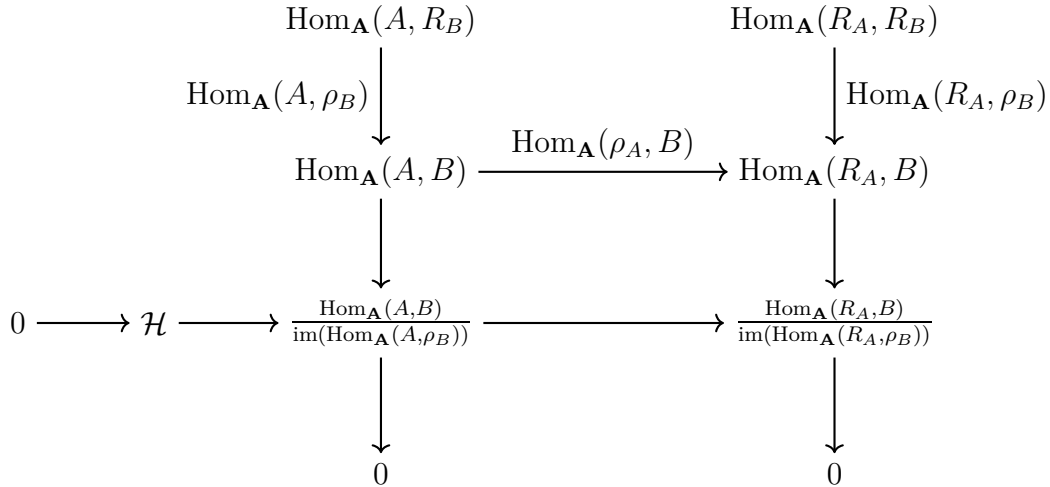 Hom_𝐀(A, R_B) Hom_𝐀(R_A, R_B)
Hom_𝐀(A, ρ_B) Hom_𝐀(R_A, ρ_B)
Hom_𝐀(ρ_A, B)
Hom_𝐀(A, B) Hom_𝐀(R_A, B)
0 ℋ Hom_𝐀(A,B) / im(Hom_𝐀(A,ρ_B)) Hom_𝐀(R_A,B) / im(Hom_𝐀(R_A,ρ_B))
0 0